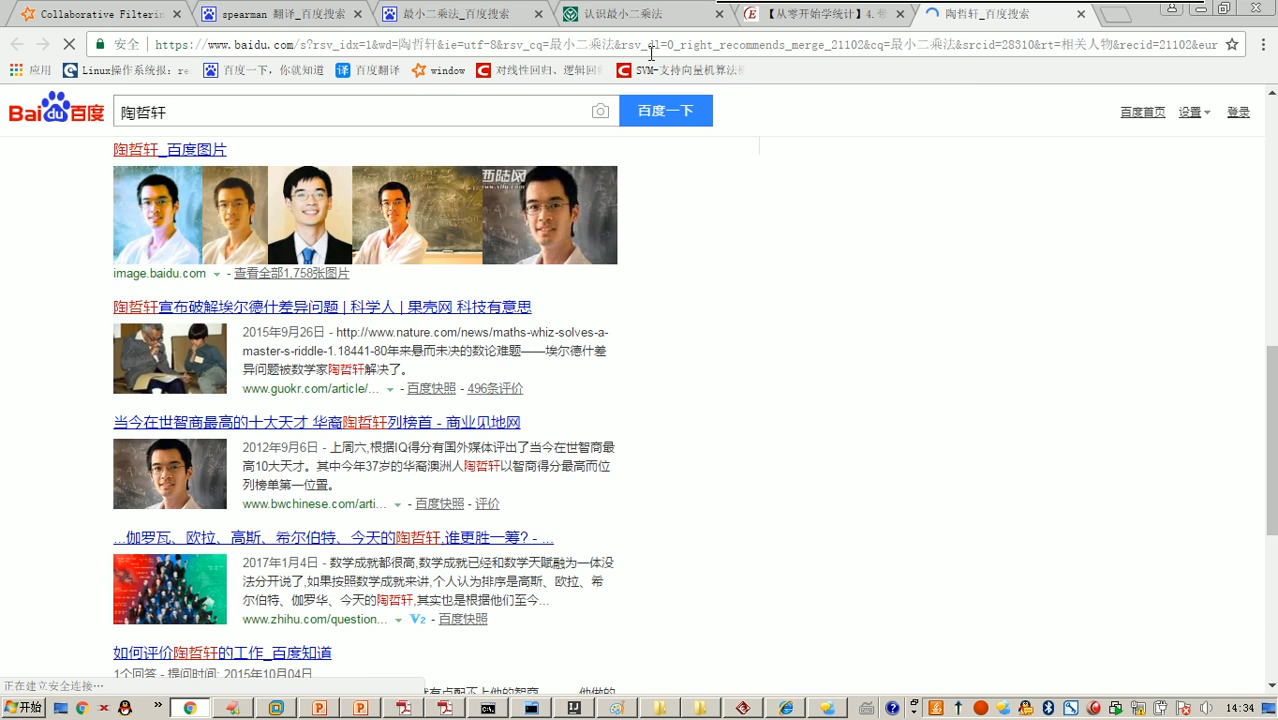 Collaborative Filterin
spearman 翻译_百度搜索
最小二乘法_百度搜索
认识最小二乘法
【从零开始学统计】4.
陶哲轩_百度搜索
安全 | https://www.baidu.com/s?rsv_idx=1&wd=陶哲轩&ie=utf-8&rsv_cq=最小二乘法&rsv_dl=0_right_recommends_merge_21102&cq=最小二乘法&srcid=28310&rt=相关人物&recid=21102&eur
应用
Linux操作系统报: re
百度一下，你就知道
百度翻译
window
对线性回归、逻辑回
SVM-支持向量机算法
Bai du 百度
陶哲轩
百度一下
百度首页 设置 登录
陶哲轩_百度图片
西陆网
image.baidu.com - 查看全部1,758张图片
陶哲轩宣布破解埃尔德什差异问题 | 科学人 | 果壳网 科技有意思
2015年9月26日 - http://www.nature.com/news/maths-whiz-solves-a-
master-s-riddle-1.18441-80年来悬而未决的数论难题——埃尔德什差
异问题被数学家陶哲轩解决了。
www.guokr.com/article/... - 百度快照 - 496条评价
当今在世智商最高的十大天才 华裔陶哲轩列榜首 - 商业见地网
2012年9月6日 - 上周六,根据IQ得分有国外媒体评出了当今在世智商最
高10大天才。其中今年37岁的华裔澳洲人陶哲轩以智商得分最高而位
列榜单第一位置。
www.bwchinese.com/arti... - 百度快照 - 评价
...伽罗瓦、欧拉、高斯、希尔伯特、今天的陶哲轩,谁更胜一筹? - ...
2017年1月4日 - 数学成就都很高,数学成就已经和数学天赋融为一体没
法分开说了,如果按照数学成就来讲,个人认为排序是高斯、欧拉、希
尔伯特、伽罗华、今天的陶哲轩,其实也是根据他们至今...
www.zhihu.com/question... V2 - 百度快照
如何评价陶哲轩的工作_百度知道
1个回答 - 提问时间: 2015年10月04日
正在建立安全连接…
开始
14:34